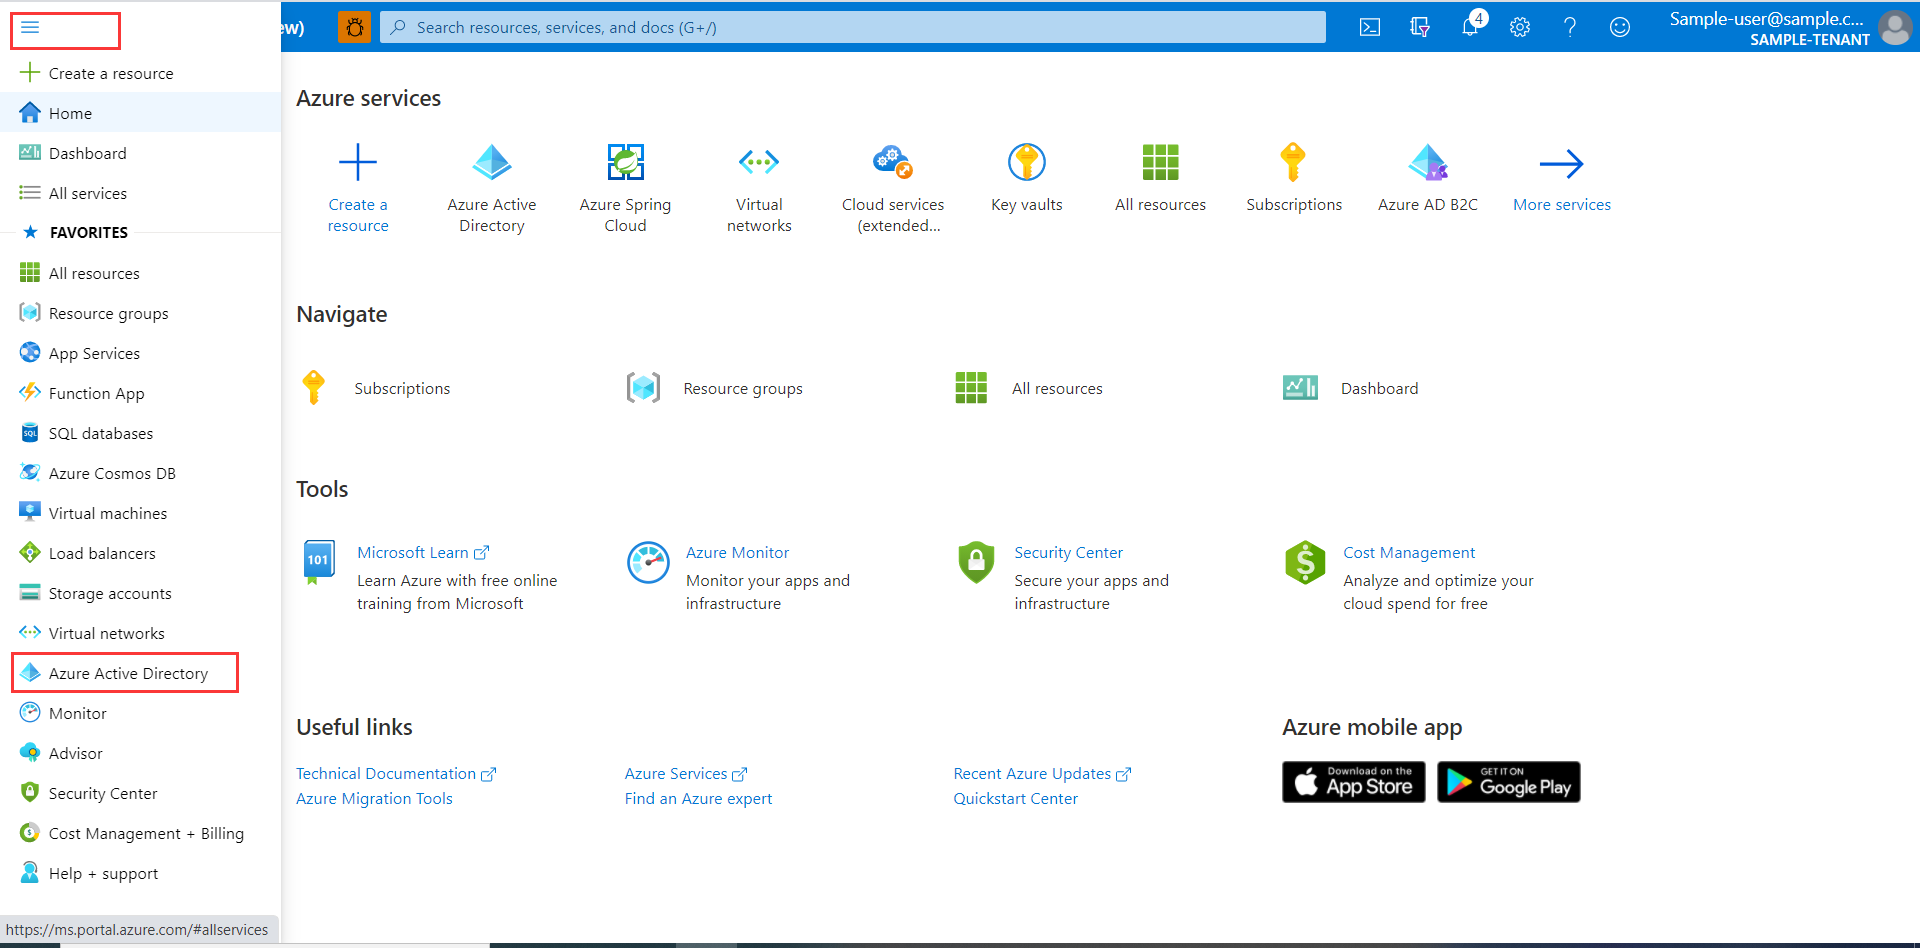 ew)
Search resources, services, and docs (G+/)
4
Sample-user@sample.c...
SAMPLE-TENANT
Create a resource
Home
Dashboard
All services
FAVORITES
All resources
Resource groups
App Services
Function App
SQL
SQL databases
Azure Cosmos DB
Virtual machines
Load balancers
Storage accounts
Virtual networks
Azure Active Directory
Monitor
Advisor
Security Center
Cost Management + Billing
Help + support
https://ms.portal.azure.com/#allservices
Azure services
Create a
resource
Azure Active
Directory
Azure Spring
Cloud
Virtual
networks
Cloud services
(extended...
Key vaults
All resources
Subscriptions
Azure AD B2C
More services
Navigate
Subscriptions
Resource groups
All resources
Dashboard
Tools
101
Microsoft Learn
Learn Azure with free online
training from Microsoft
Azure Monitor
Monitor your apps and
infrastructure
Security Center
Secure your apps and
infrastructure
Cost Management
Analyze and optimize your
cloud spend for free
Useful links
Technical Documentation
Azure Migration Tools
Azure Services
Find an Azure expert
Recent Azure Updates
Quickstart Center
Azure mobile app
Download on the
App Store
GET IT ON
Google Play